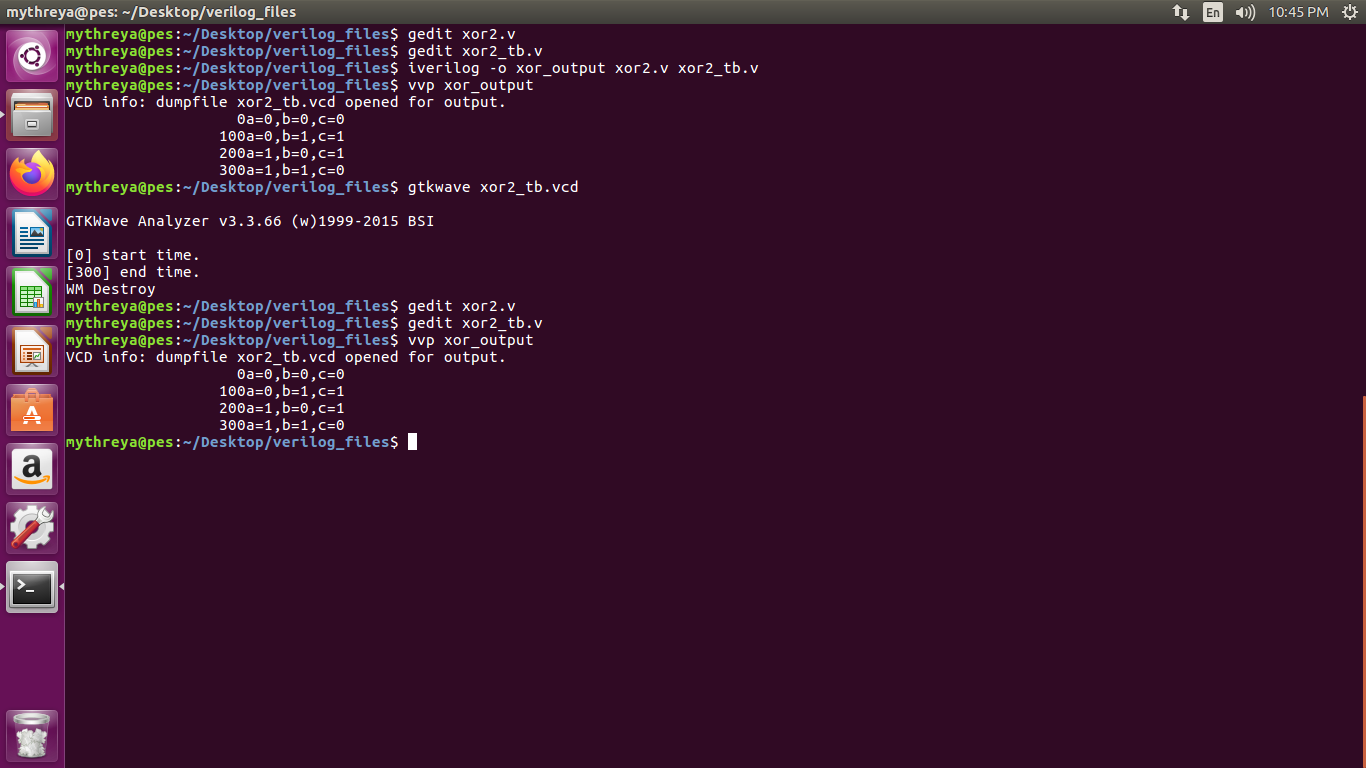 mythreya@pes: ~/Desktop/verilog_files En 10:45 PM
mythreya@pes:~/Desktop/verilog_files$ gedit xor2.v
mythreya@pes:~/Desktop/verilog_files$ gedit xor2_tb.v
mythreya@pes:~/Desktop/verilog_files$ iverilog -o xor_output xor2.v xor2_tb.v
mythreya@pes:~/Desktop/verilog_files$ vvp xor_output
VCD info: dumpfile xor2_tb.vcd opened for output.
                   0a=0,b=0,c=0
                 100a=0,b=1,c=1
                 200a=1,b=0,c=1
                 300a=1,b=1,c=0
mythreya@pes:~/Desktop/verilog_files$ gtkwave xor2_tb.vcd
GTKWave Analyzer v3.3.66 (w)1999-2015 BSI
[0] start time.
[300] end time.
WM Destroy
mythreya@pes:~/Desktop/verilog_files$ gedit xor2.v
mythreya@pes:~/Desktop/verilog_files$ gedit xor2_tb.v
mythreya@pes:~/Desktop/verilog_files$ vvp xor_output
VCD info: dumpfile xor2_tb.vcd opened for output.
                   0a=0,b=0,c=0
                 100a=0,b=1,c=1
                 200a=1,b=0,c=1
                 300a=1,b=1,c=0
mythreya@pes:~/Desktop/verilog_files$